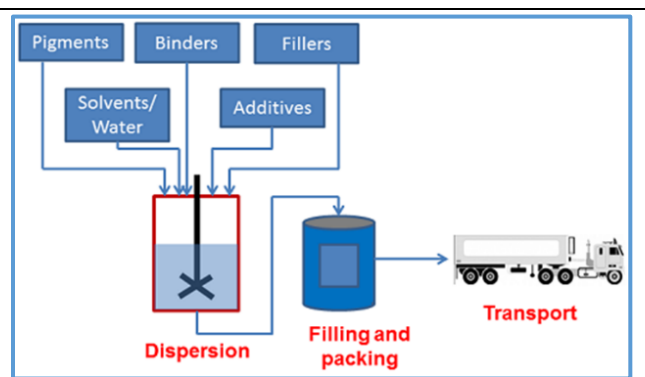 Pigments
Binders
Fillers
Solvents/
Water
Additives
Dispersion
Filling and
packing
Transport